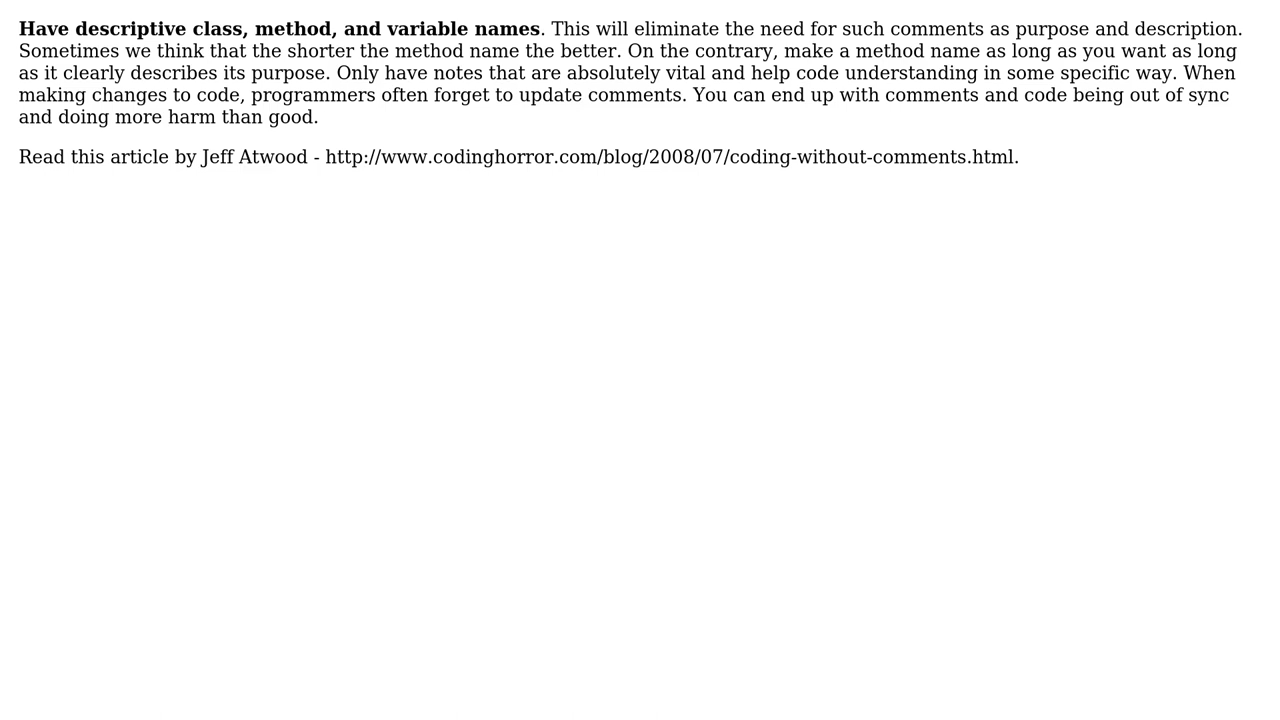 Have descriptive class, method, and variable names. This will eliminate the need for such comments as purpose and description.
Sometimes we think that the shorter the method name the better. On the contrary, make a method name as long as you want as long
as it clearly describes its purpose. Only have notes that are absolutely vital and help code understanding in some specific way. When
making changes to code, programmers often forget to update comments. You can end up with comments and code being out of sync
and doing more harm than good.
Read this article by Jeff Atwood - http://www.codinghorror.com/blog/2008/07/coding-without-comments.html.